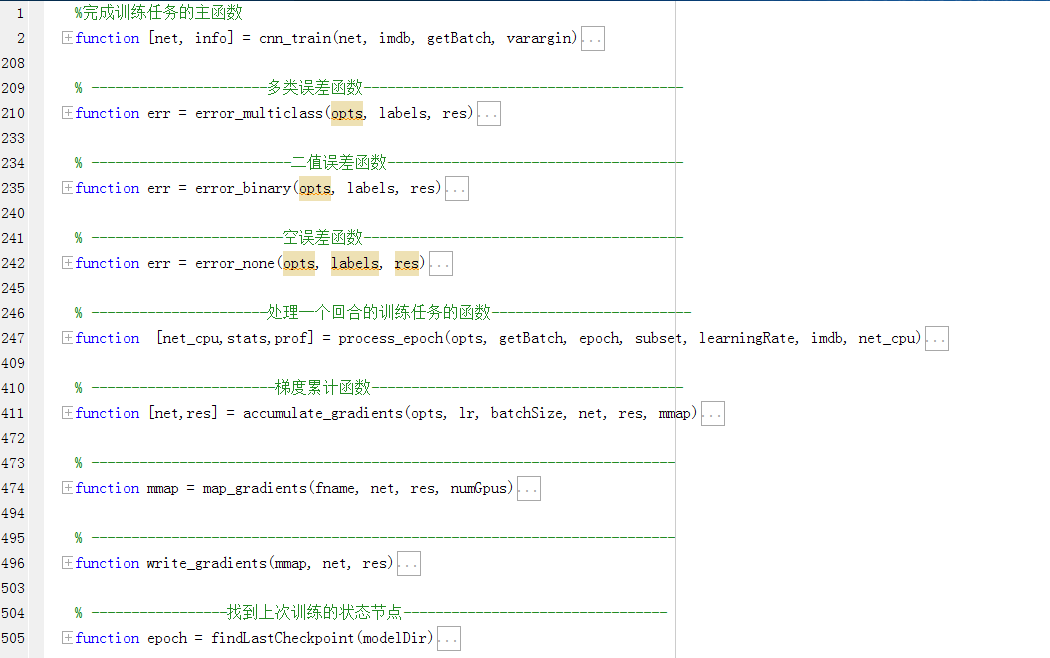 1 %完成训练任务的主函数
2 function [net, info] = cnn_train(net, imdb, getBatch, varargin)...
208
209 % ----------------------多类误差函数----------------------------------------
210 function err = error_multiclass(opts, labels, res)...
233
234 % -------------------------二值误差函数-------------------------------------
235 function err = error_binary(opts, labels, res)...
240
241 % ------------------------空误差函数----------------------------------------
242 function err = error_none(opts, labels, res)...
245
246 % ----------------------处理一个回合的训练任务的函数-------------------------
247 function  [net_cpu,stats,prof] = process_epoch(opts, getBatch, epoch, subset, learningRate, imdb, net_cpu)...
409
410 % -----------------------梯度累计函数---------------------------------------
411 function [net,res] = accumulate_gradients(opts, lr, batchSize, net, res, mmap)...
472
473 % -------------------------------------------------------------------------
474 function mmap = map_gradients(fname, net, res, numGpus)...
494
495 % -------------------------------------------------------------------------
496 function write_gradients(mmap, net, res)...
503
504 % -----------------找到上次训练的状态节点---------------------------------
505 function epoch = findLastCheckpoint(modelDir)...